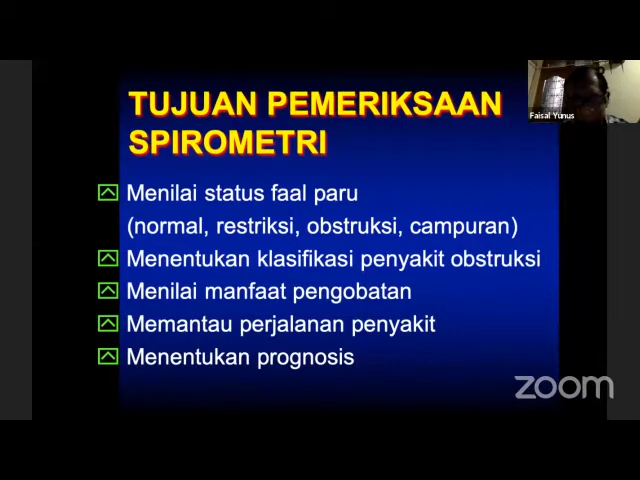 TUJUAN PEMERIKSAAN
SPIROMETRI
Menilai status faal paru
(normal, restriksi, obstruksi, campuran)
Menentukan klasifikasi penyakit obstruksi
Menilai manfaat pengobatan
Memantau perjalanan penyakit
Menentukan prognosis
Faisal Yunus
zoom